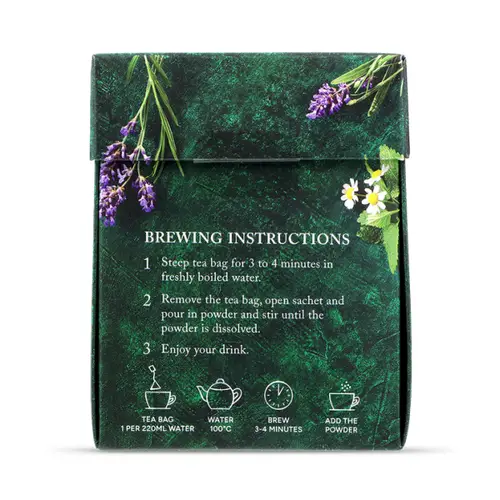 BREWING INSTRUCTIONS
1 Steep tea bag for 3 to 4 minutes in
freshly boiled water.
2 Remove the tea bag, open sachet and
pour in powder and stir until the
powder is dissolved.
3 Enjoy your drink.
TEA BAG
1 PER 220ML WATER
WATER
100°C
BREW
3-4 MINUTES
ADD THE
POWDER